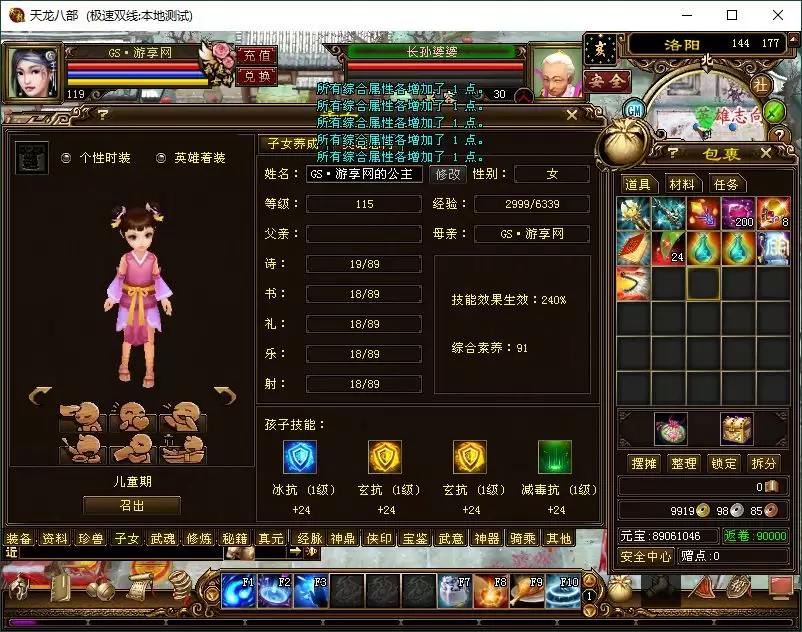 天龙八部 (极速双线:本地测试)
GS·游享网
充值
兑换
119
长孙婆婆
30
安全
洛阳 144 177
北
社
GM
英雄志向
所有综合属性各增加了 1 点。
所有综合属性各增加了 1 点。
所有综合属性各增加了 1 点。
所有综合属性各增加了 1 点。
所有综合属性各增加了 1 点。
?
个性时装 英雄着装
子女养成
姓名: GS·游享网的公主 修改 性别: 女
等级: 115 经验: 2999/6339
父亲: 母亲: GS·游享网
诗: 19/89
书: 18/89
礼: 18/89
乐: 18/89
射: 18/89
技能效果生效:240%
综合素养:91
儿童期
召出
孩子技能:
冰抗 (1级) 玄抗 (1级) 玄抗 (1级) 减毒抗 (1级)
+24 +24 +24 +24
装备 资料 珍兽 子女 武魂 修炼 秘籍 真元 经脉 神鼎 侠印 宝鉴 武意 神器 骑乘 其他
近
? 包裹
道具 材料 任务
200 8
24
摆摊 整理 锁定 拆分
0
9919 98 85
元宝:89061046 返卷:90000
安全中心 赠点:0
F1 F2 F3 F7 F8 F9 F10 1